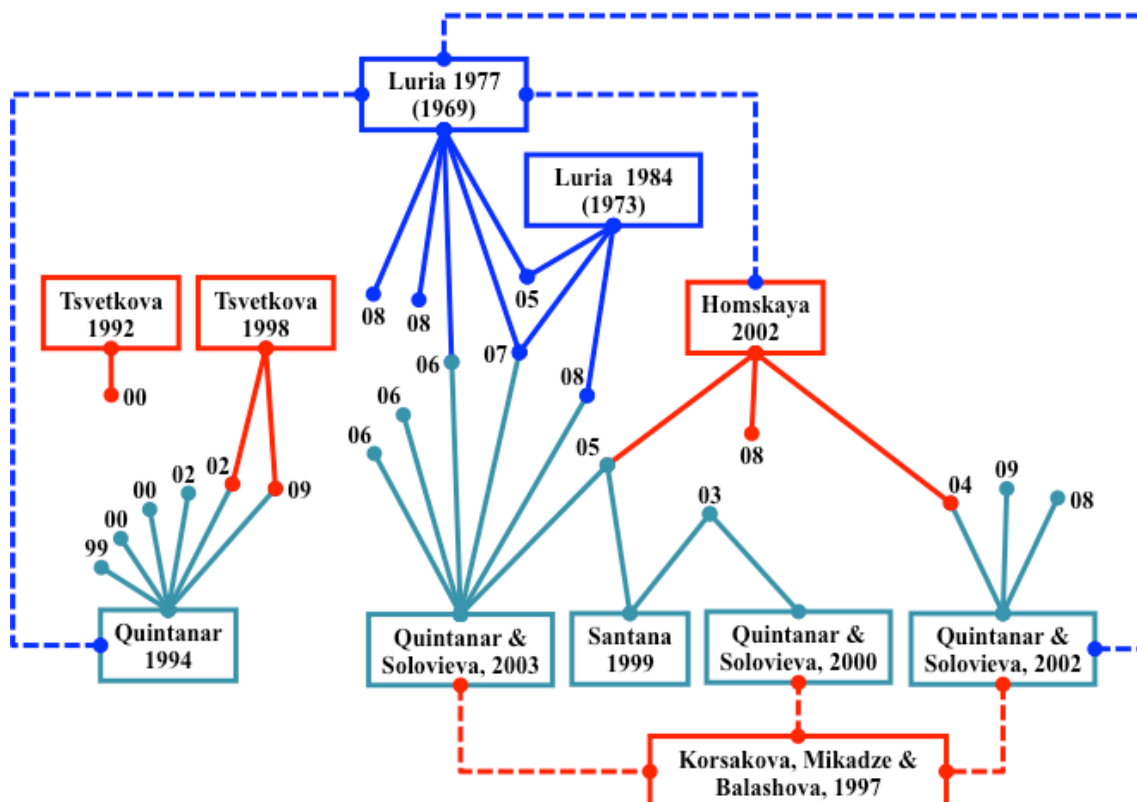 Luria 1977
(1969)
Luria 1984
(1973)
Tsvetkova
1992
Tsvetkova
1998
Homskaya
2002
08
08
05
06
07
08
00
06
06
05
08
02
09
02
00
00
99
03
04
09
08
Quintanar
1994
Quintanar &
Solovieva, 2003
Santana
1999
Quintanar &
Solovieva, 2000
Quintanar &
Solovieva, 2002
Korsakova, Mikadze &
Balashova, 1997